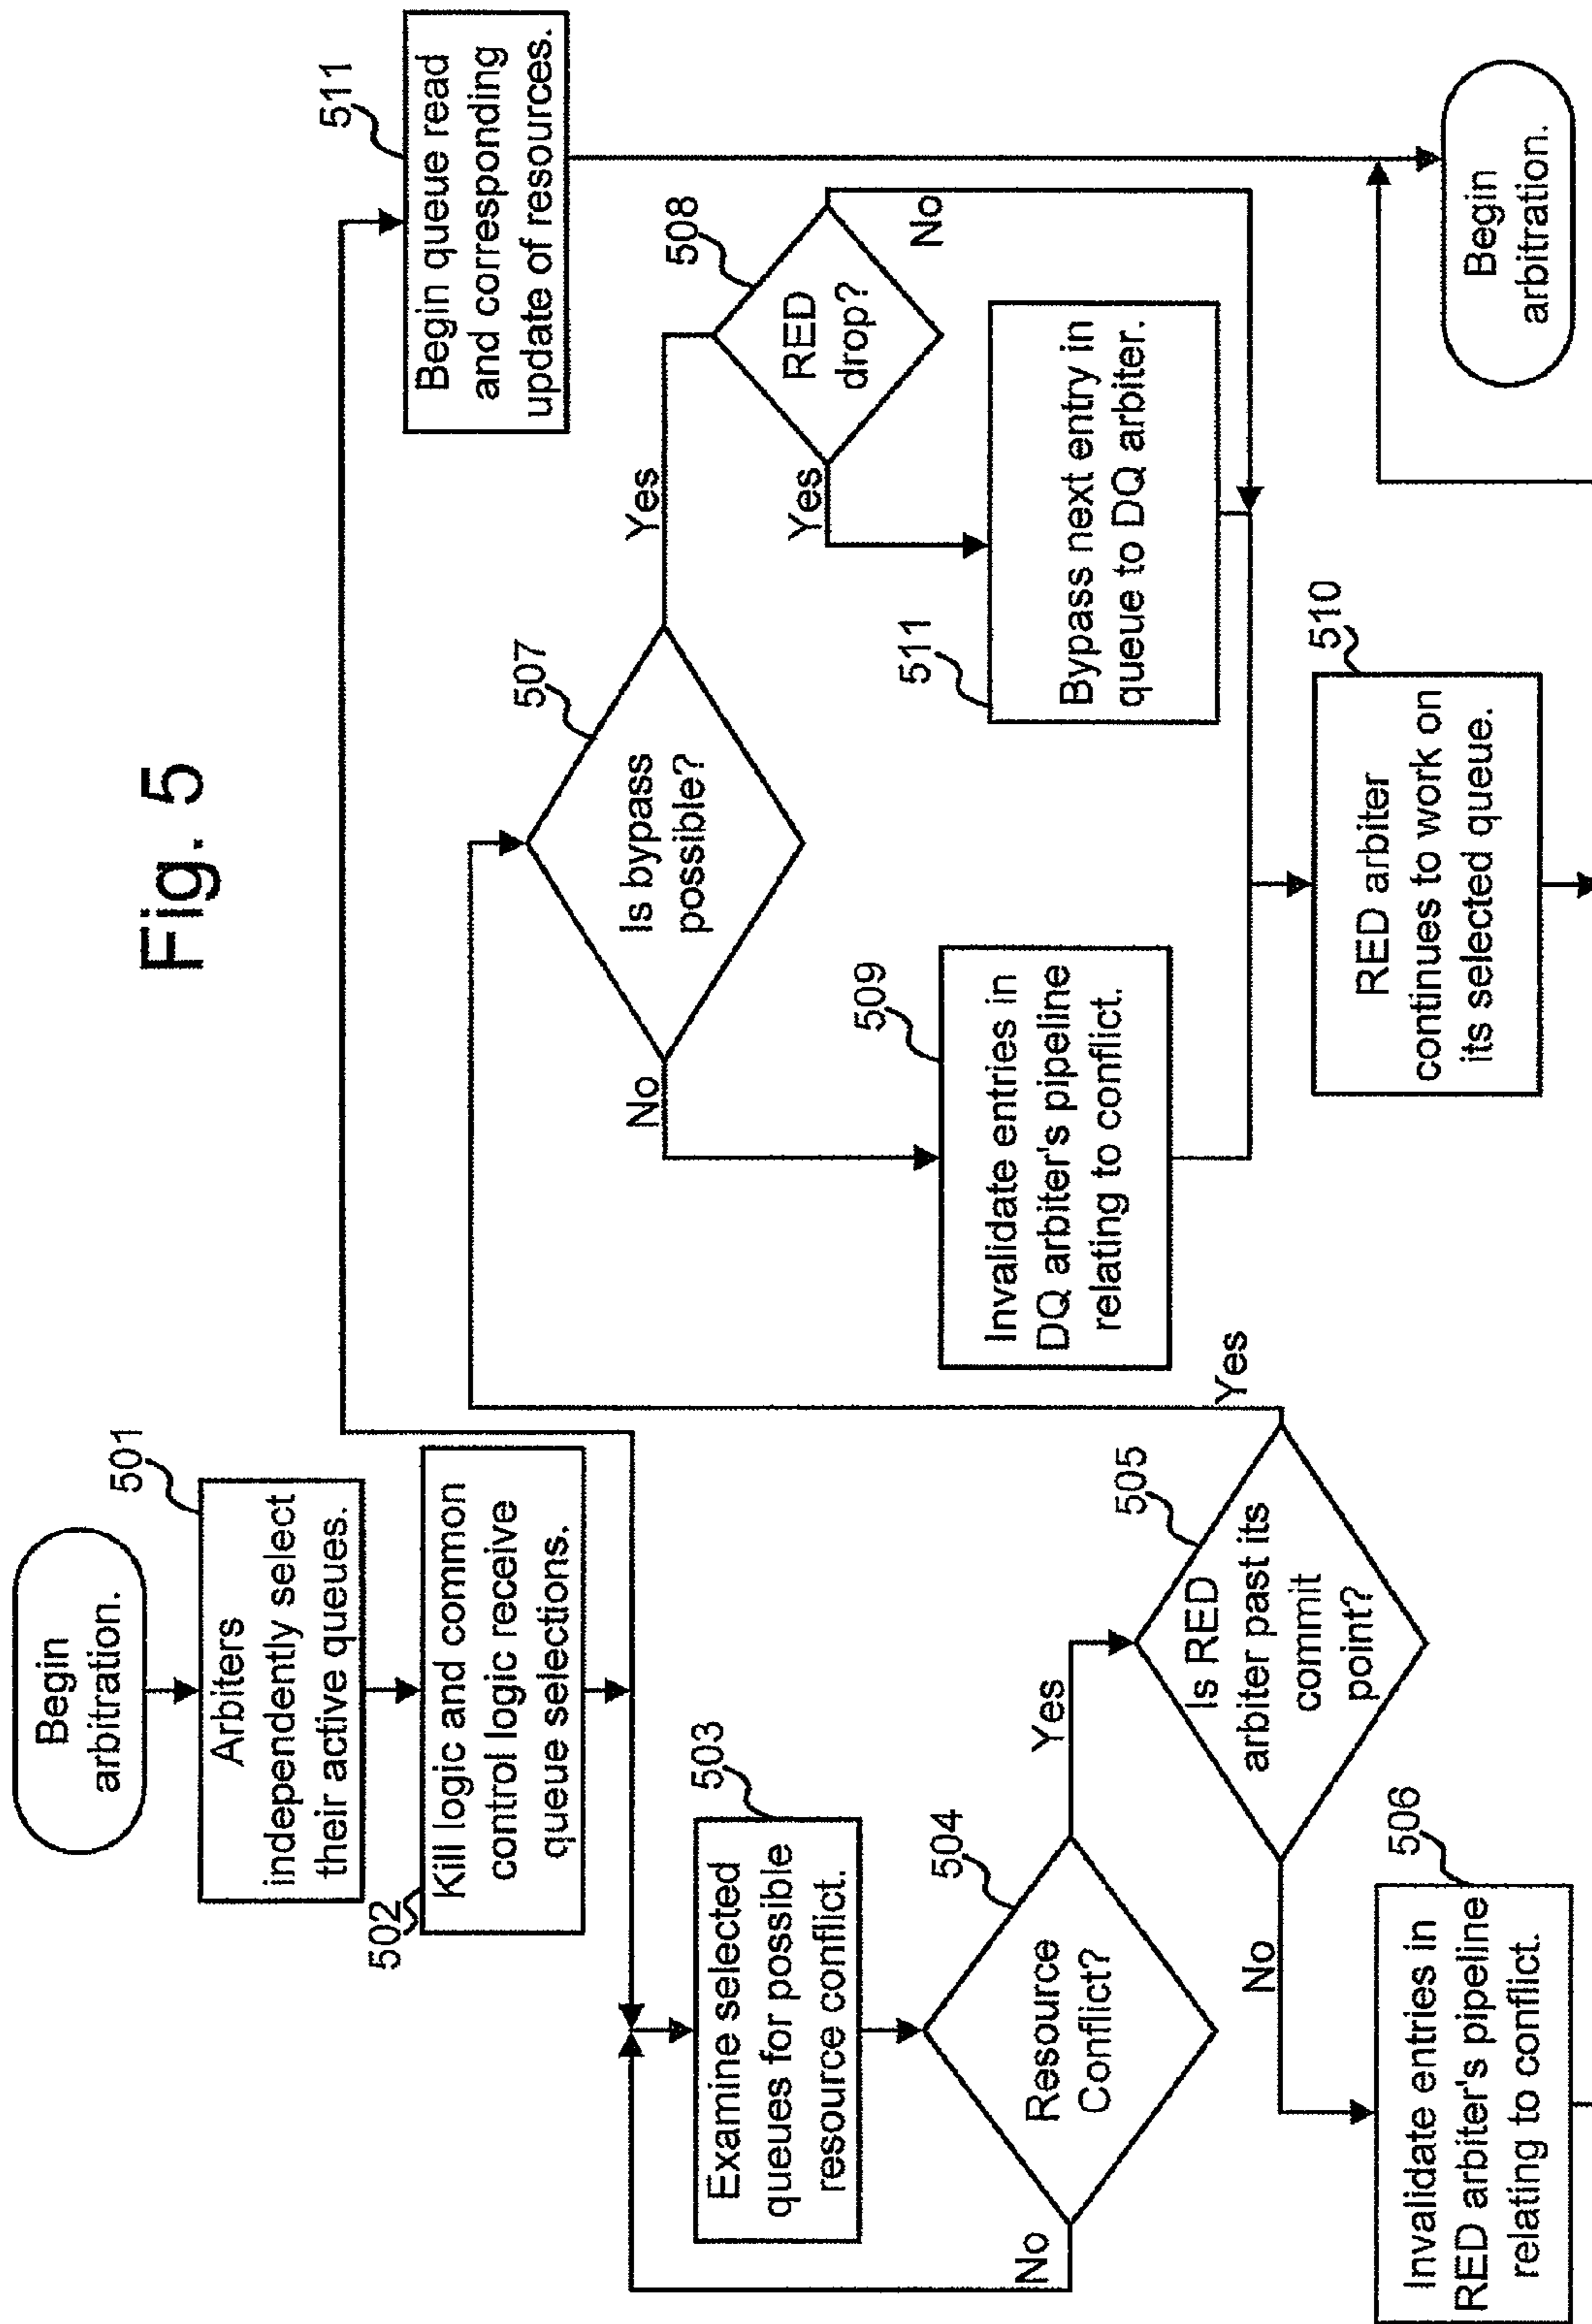 Fig. 5
Begin
arbitration.
501
Arbiters
independently select
their active queues.
502
Kill logic and common
control logic receive
queue selections.
503
Examine selected
queues for possible
resource conflict.
504
Resource
Conflict?
No
Yes
505
Is RED
arbiter past its
commit
point?
No
Yes
506
Invalidate entries in
RED arbiter's pipeline
relating to conflict.
507
Is bypass
possible?
No
Yes
508
RED
drop?
Yes
No
509
Invalidate entries in
DQ arbiter's pipeline
relating to conflict.
511
Bypass next entry in
queue to DQ arbiter.
510
RED arbiter
continues to work on
its selected queue.
511
Begin queue read
and corresponding
update of resources.
Begin
arbitration.